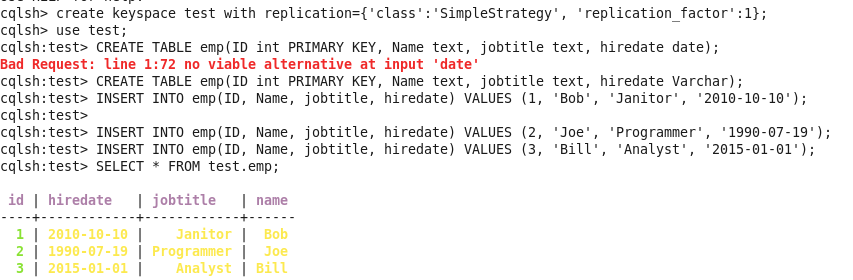 cqlsh> create keyspace test with replication={'class':'SimpleStrategy', 'replication_factor':1};
cqlsh> use test;
cqlsh:test> CREATE TABLE emp(ID int PRIMARY KEY, Name text, jobtitle text, hiredate date);
Bad Request: line 1:72 no viable alternative at input 'date'
cqlsh:test> CREATE TABLE emp(ID int PRIMARY KEY, Name text, jobtitle text, hiredate Varchar);
cqlsh:test> INSERT INTO emp(ID, Name, jobtitle, hiredate) VALUES (1, 'Bob', 'Janitor', '2010-10-10');
cqlsh:test>
cqlsh:test> INSERT INTO emp(ID, Name, jobtitle, hiredate) VALUES (2, 'Joe', 'Programmer', '1990-07-19');
cqlsh:test> INSERT INTO emp(ID, Name, jobtitle, hiredate) VALUES (3, 'Bill', 'Analyst', '2015-01-01');
cqlsh:test> SELECT * FROM test.emp;
 id | hiredate   | jobtitle   | name
----+------------+------------+------
  1 | 2010-10-10 |    Janitor |  Bob
  2 | 1990-07-19 | Programmer |  Joe
  3 | 2015-01-01 |    Analyst | Bill